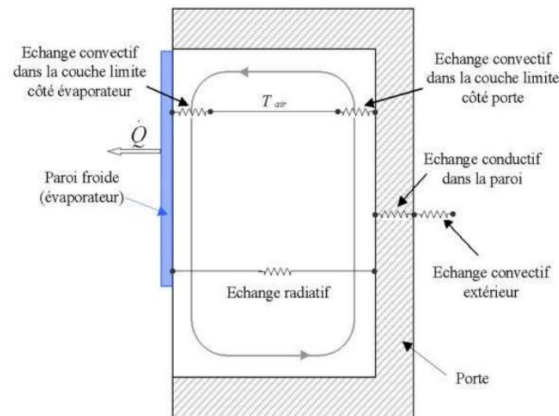 Echange convectif
dans la couche limite
côté évaporateur
Echange convectif
dans la couche limite
côté porte
T air
Q̇
Echange conductif
dans la paroi
Paroi froide
(évaporateur)
Echange radiatif
Echange convectif
extérieur
Porte